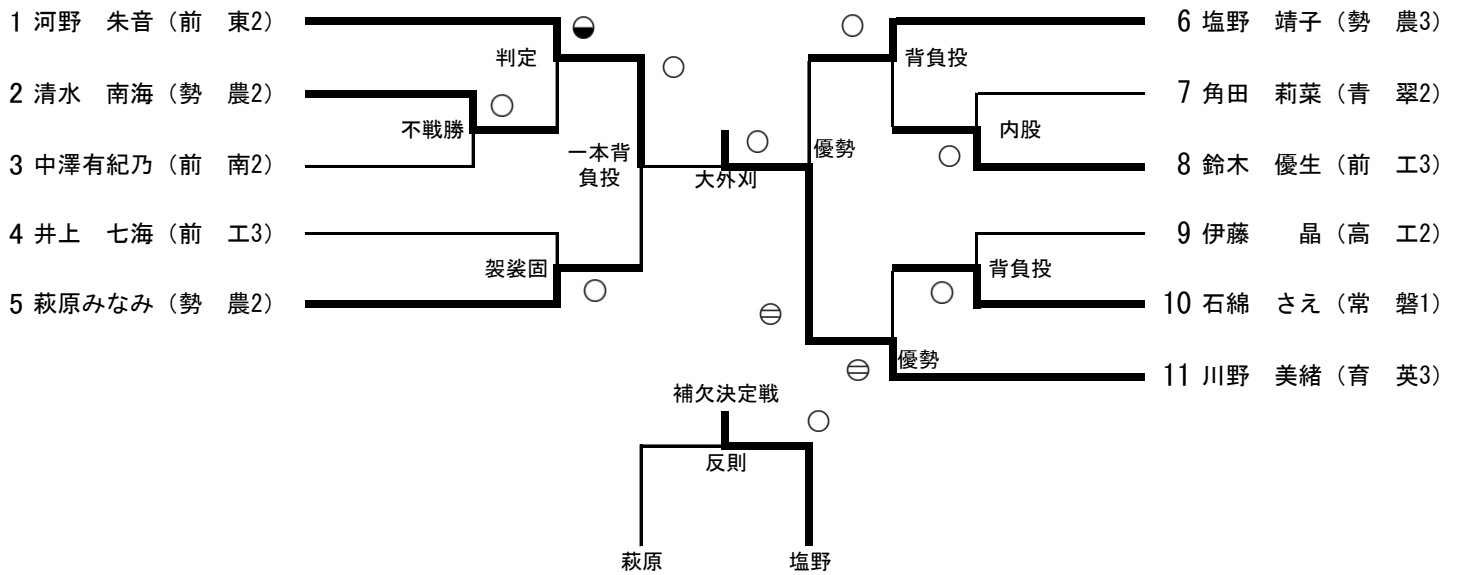 1 河野　朱音（前　東2）
判定
2 清水　南海（勢　農2）
不戦勝
3 中澤有紀乃（前　南2）
一本背
負投
4 井上　七海（前　工3）
袈裟固
5 萩原みなみ（勢　農2）
大外刈
6 塩野　靖子（勢　農3）
背負投
7 角田　莉菜（青　翠2）
内股
8 鈴木　優生（前　工3）
優勢
9 伊藤　　晶（高　工2）
背負投
10 石綿　さえ（常　磐1）
優勢
11 川野　美緒（育　英3）
補欠決定戦
反則
萩原
塩野